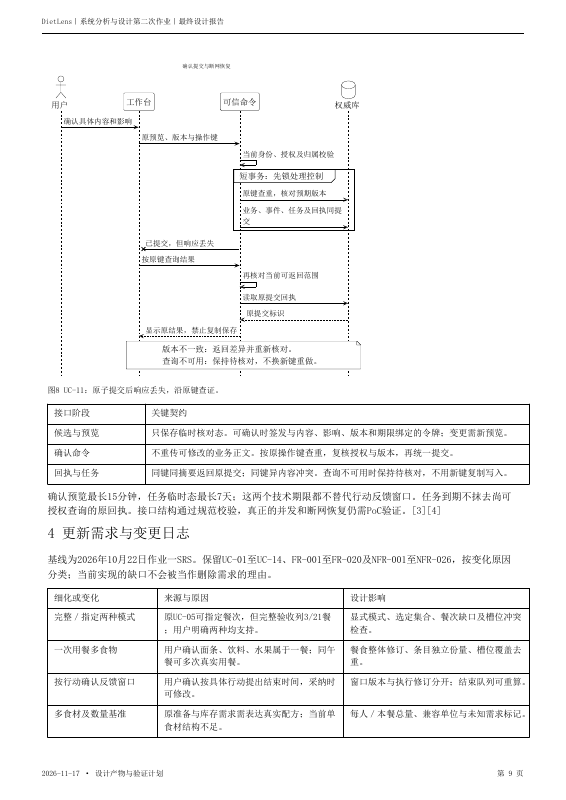 DietLens | 系统分析与设计第二次作业 | 最终设计报告
确认提交与断网恢复
用户
工作台
可信命令
权威库
确认具体内容和影响
原预览、版本与操作键
当前身份、授权及归属校验
短事务：先锁处理控制
原键查重，核对预期版本
业务、事件、任务及回执同提
交
已提交，但响应丢失
按原键查询结果
再核对当前可返回范围
读取原提交回执
原提交标识
显示原结果，禁止复制保存
版本不一致：返回差异并重新核对。
查询不可用：保持待核对，不换新键重做。
图8 UC-11：原子提交后响应丢失，沿原键查证。
接口阶段 关键契约
候选与预览 只保存临时核对态。可确认时签发与内容、影响、版本和期限绑定的令牌；变更需新预览。
确认命令 不重传可修改的业务正文。按原操作键查重，复核授权与版本，再统一提交。
回执与任务 同键同摘要返回原提交；同键异内容冲突。查询不可用时保持待核对，不用新键复制写入。
确认预览最长15分钟，任务临时态最长7天；这两个技术期限都不替代行动反馈窗口。任务到期不抹去尚可
授权查询的原回执。接口结构通过规范校验，真正的并发和断网恢复仍需PoC验证。[3][4]
4 更新需求与变更日志
基线为2026年10月22日作业一SRS。保留UC-01至UC-14、FR-001至FR-020及NFR-001至NFR-026，按变化原因
分类；当前实现的缺口不会被当作删除需求的理由。
细化或变化 来源与原因 设计影响
完整／指定两种模式 原UC-05可指定餐次，但完整验收列3/21餐 显式模式、选定集合、餐次缺口及槽位冲突
；用户明确两种均支持。 检查。
一次用餐多食物 用户确认面条、饮料、水果属于一餐；同午 餐食整体修订、条目独立份量、槽位覆盖去
餐可多次真实用餐。 重。
按行动确认反馈窗口 用户确认按具体行动提出结束时间，采纳时 窗口版本与执行修订分开；结束队列可重算。
可修改。
多食材及数量基准 原准备与库存需求需表达真实配方；当前单 每人／本餐总量、兼容单位与未知需求标记。
食材结构不足。
2026-11-17 • 设计产物与验证计划 第 9 页